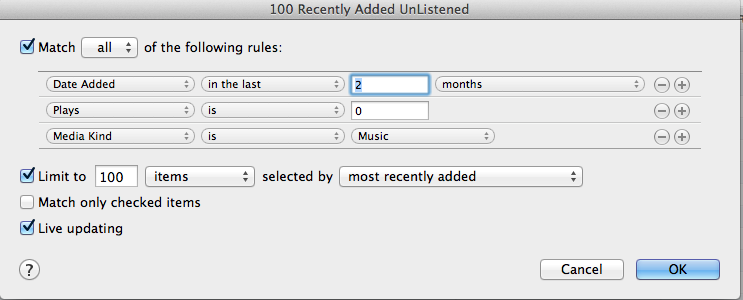 100 Recently Added UnListened
Match all of the following rules:
Date Added in the last 2 months
Plays is 0
Media Kind is Music
Limit to 100 items selected by most recently added
Match only checked items
Live updating
? Cancel OK